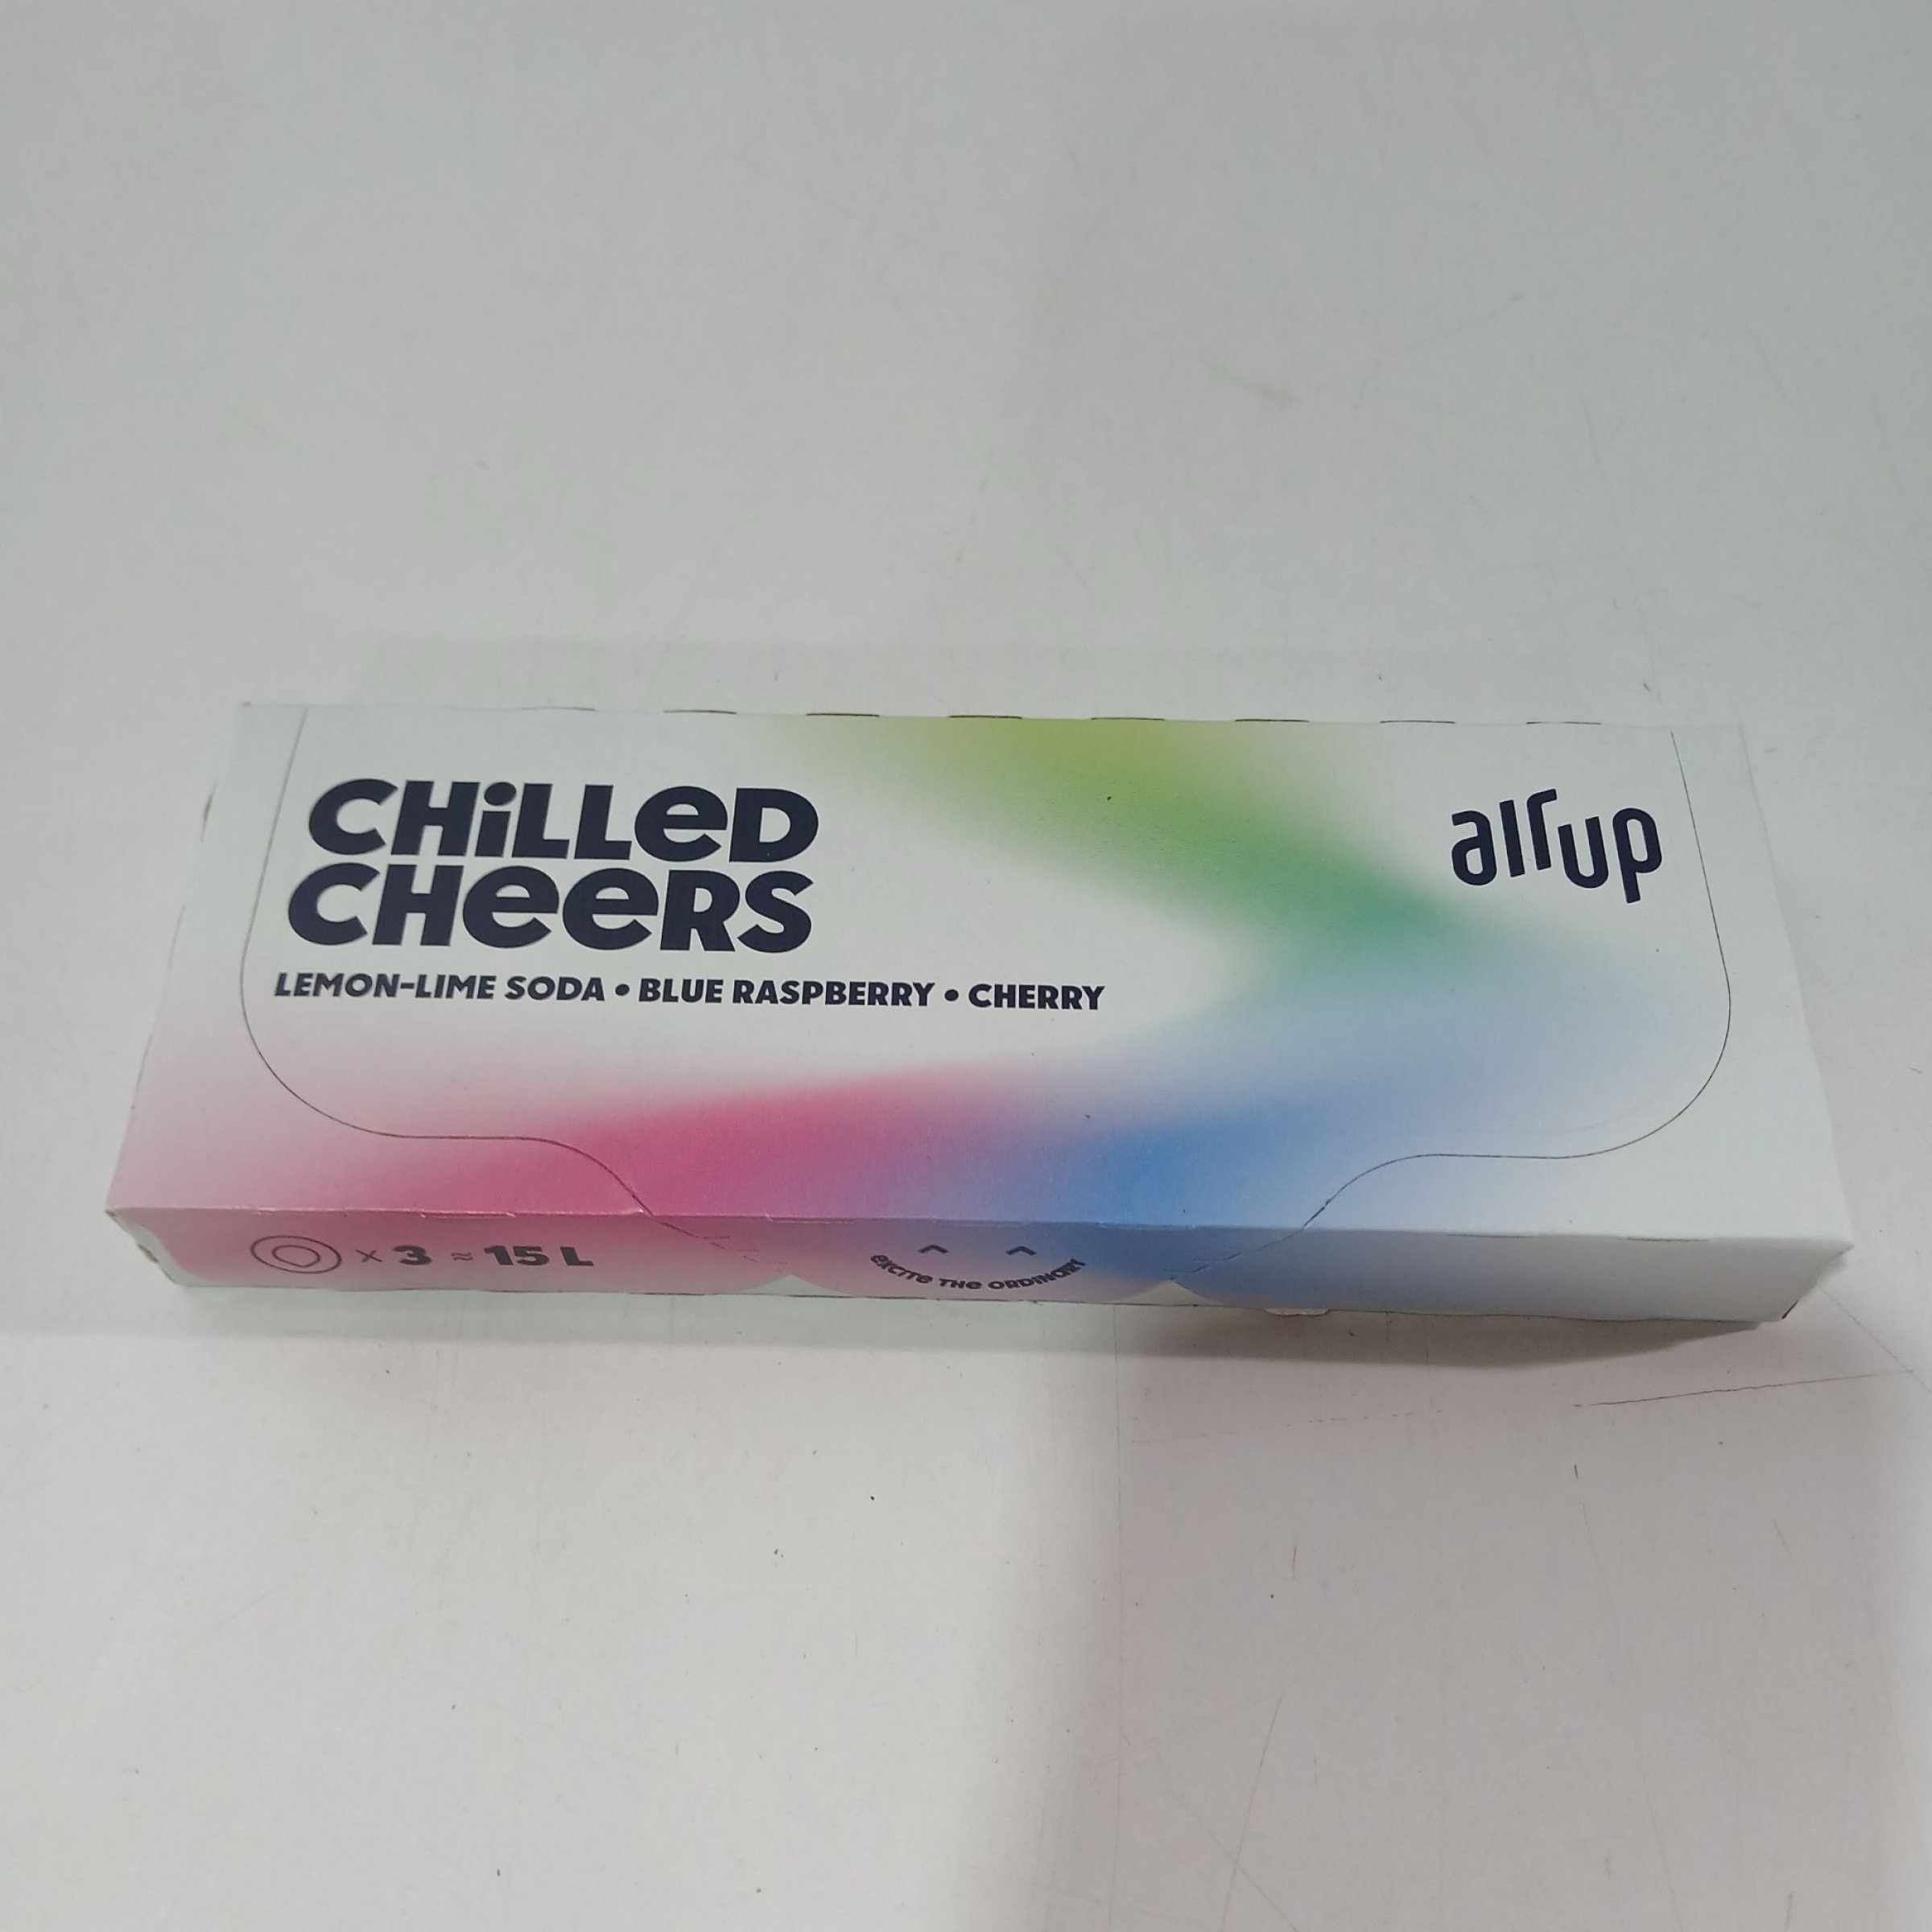 CHiLLeD
CHeeRS
air up
LEMON-LIME SODA • BLUE RASPBERRY • CHERRY
× 3 ≈ 15 L
eXCITe THe ORDINARY